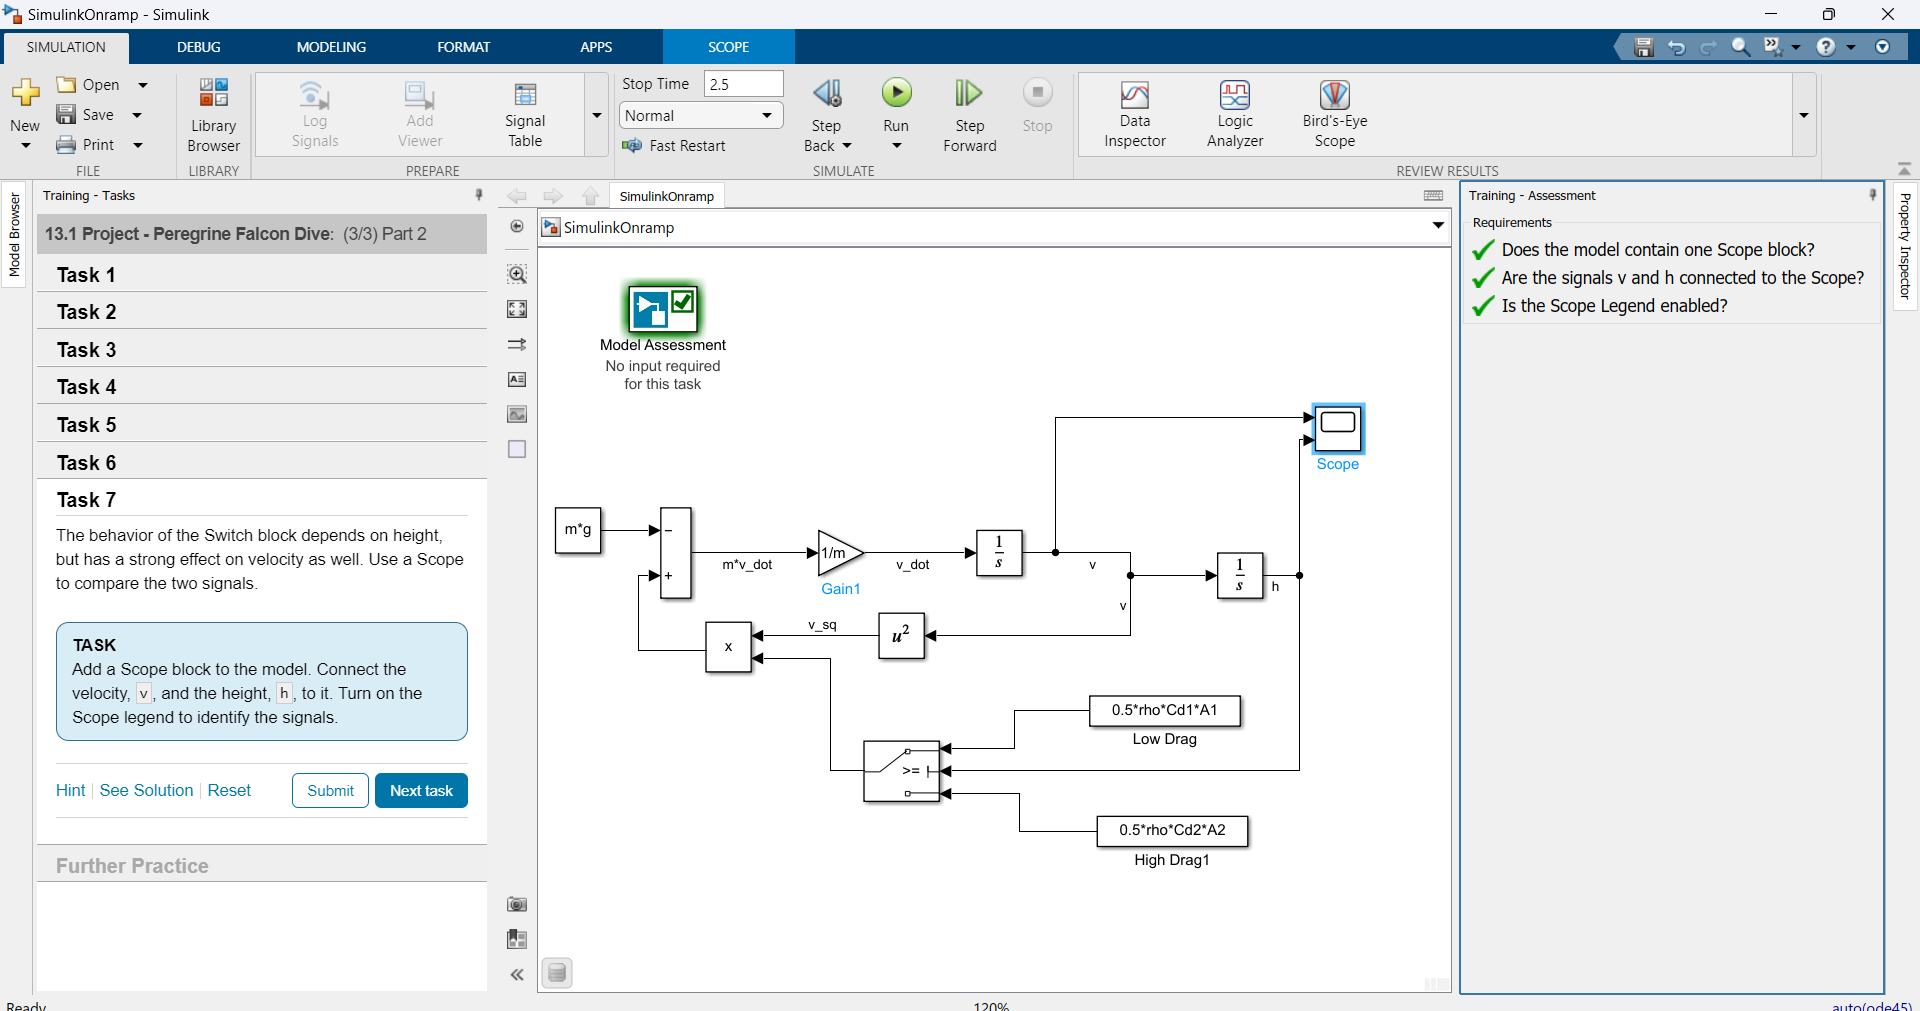 SimulinkOnramp - Simulink
SIMULATION
DEBUG
MODELING
FORMAT
APPS
SCOPE
New
Open
Save
Print
FILE
Library
Browser
LIBRARY
Log
Signals
Add
Viewer
Signal
Table
PREPARE
Stop Time
2.5
Normal
Fast Restart
Step
Back
Run
Step
Forward
Stop
SIMULATE
Data
Inspector
Logic
Analyzer
Bird's-Eye
Scope
REVIEW RESULTS
Model Browser
Training - Tasks
13.1 Project - Peregrine Falcon Dive: (3/3) Part 2
Task 1
Task 2
Task 3
Task 4
Task 5
Task 6
Task 7
The behavior of the Switch block depends on height,
but has a strong effect on velocity as well. Use a Scope
to compare the two signals.
TASK
Add a Scope block to the model. Connect the
velocity, v, and the height, h, to it. Turn on the
Scope legend to identify the signals.
Hint
See Solution
Reset
Submit
Next task
Further Practice
SimulinkOnramp
SimulinkOnramp
Model Assessment
No input required
for this task
Scope
m*g
−
+
m*v_dot
1/m
Gain1
v_dot
1
s
v
v
1
s
h
x
v_sq
u²
>=
0.5*rho*Cd1*A1
Low Drag
0.5*rho*Cd2*A2
High Drag1
Training - Assessment
Requirements
Does the model contain one Scope block?
Are the signals v and h connected to the Scope?
Is the Scope Legend enabled?
Property Inspector
Ready
120%
auto(ode45)